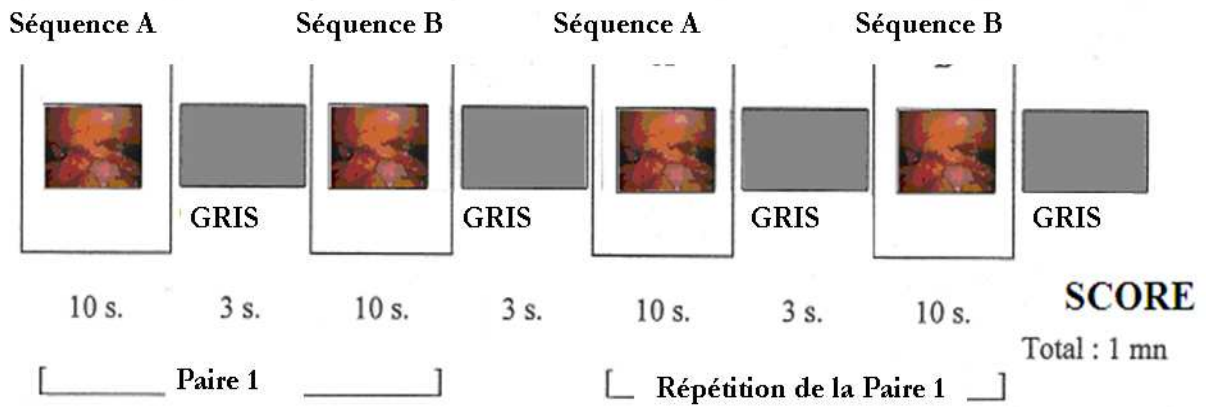 Séquence A Séquence B Séquence A Séquence B
GRIS GRIS GRIS GRIS
10 s. 3 s. 10 s. 3 s. 10 s. 3 s. 10 s. SCORE
Total : 1 mn
Paire 1 Répétition de la Paire 1